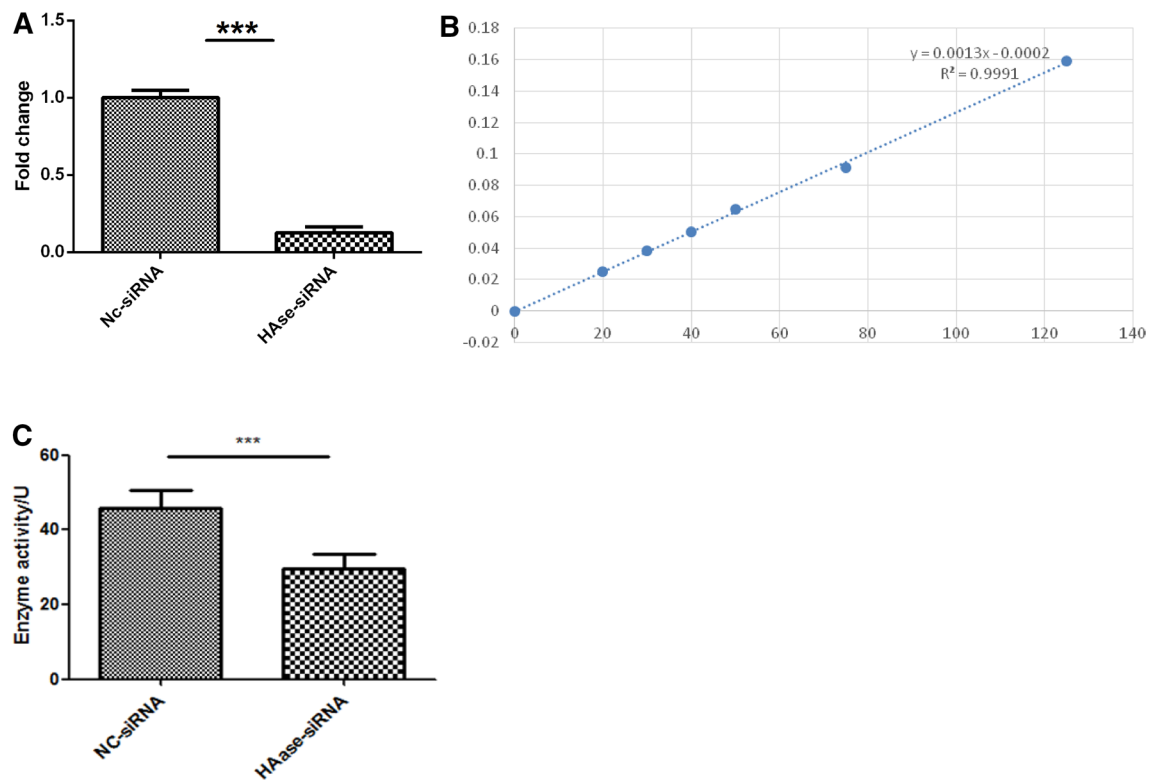 A
***
1.5
1.0
0.5
0.0
Fold change
Nc-siRNA
HAse-siRNA
B
0.18
0.16
0.14
0.12
0.1
0.08
0.06
0.04
0.02
0
-0.02
y = 0.0013x - 0.0002
R² = 0.9991
0 20 40 60 80 100 120 140
C
***
60
40
20
0
Enzyme activity/U
NC-siRNA
HAase-siRNA